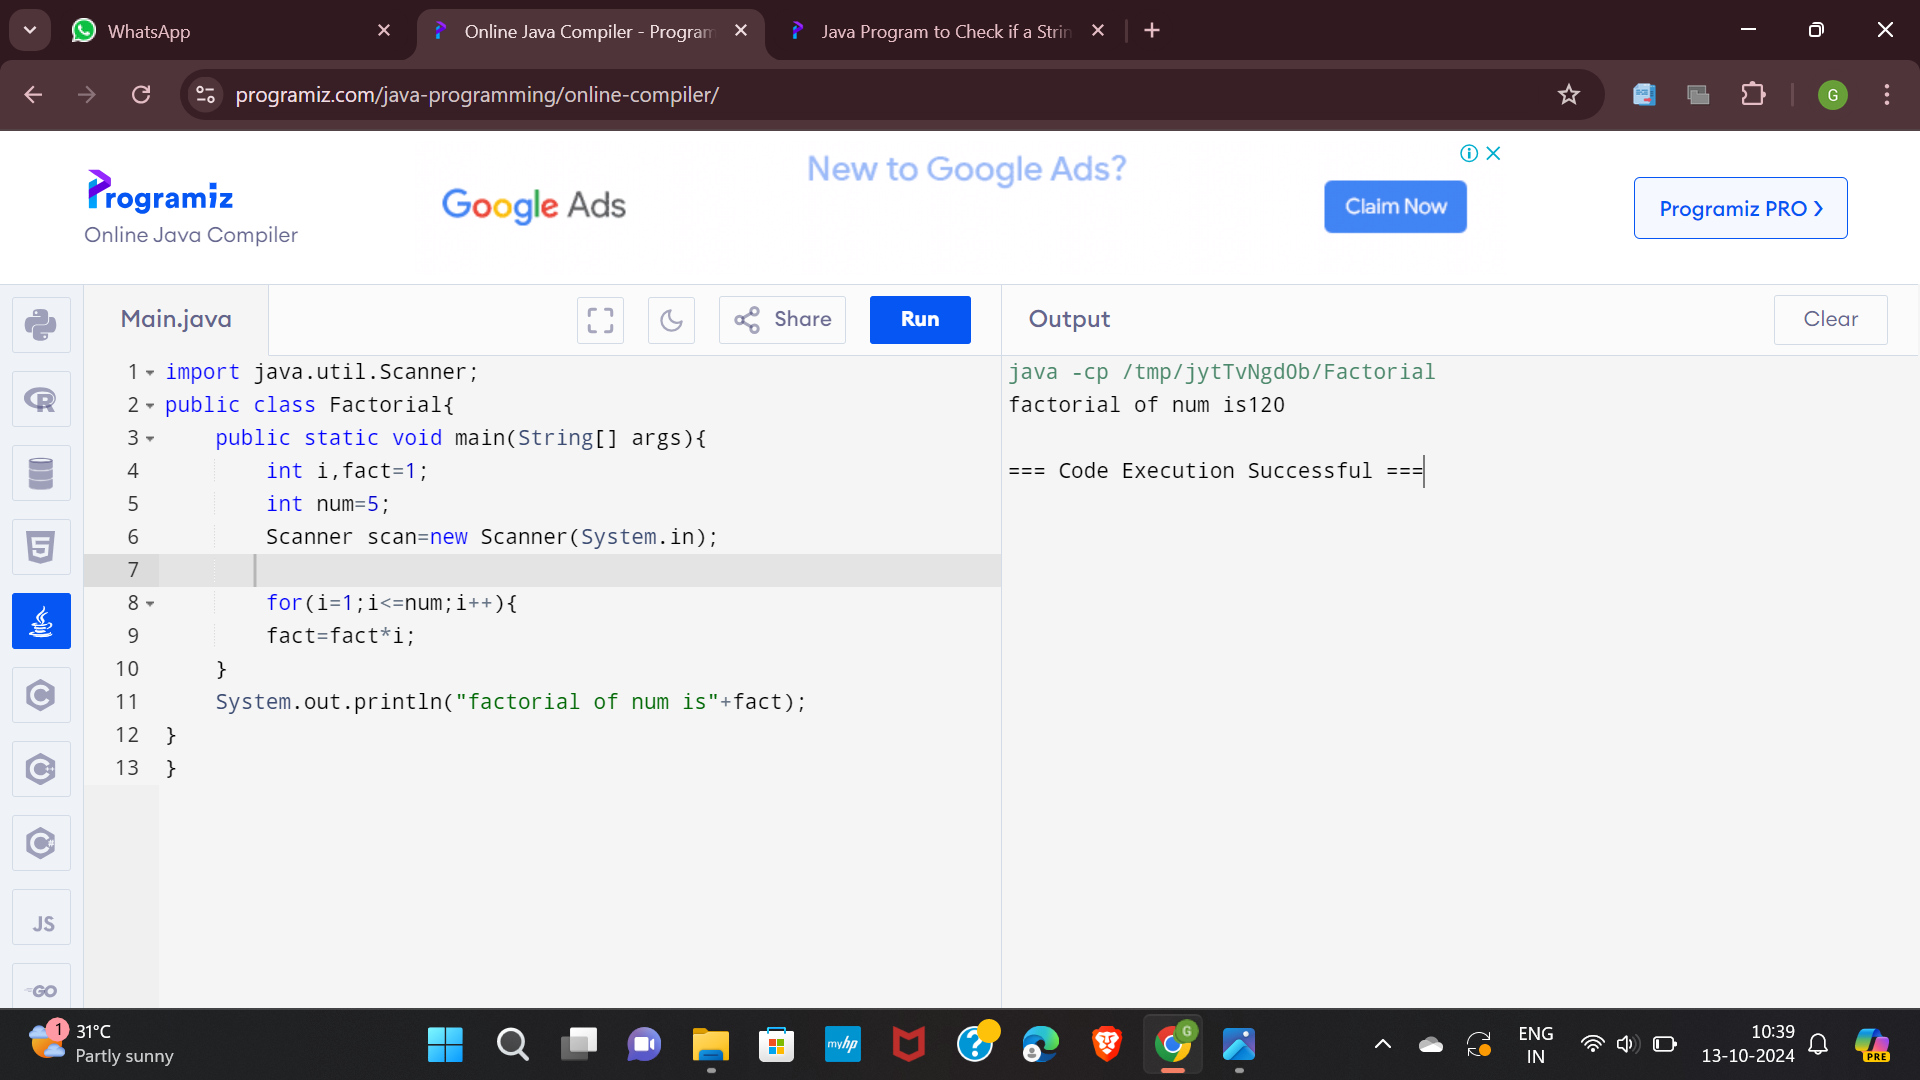 WhatsApp
Online Java Compiler - Program
Java Program to Check if a Strin
programiz.com/java-programming/online-compiler/
G
Programiz
Online Java Compiler
Google Ads
New to Google Ads?
Claim Now
Programiz PRO
Main.java
Share
Run
Output
Clear
1 import java.util.Scanner;
2 public class Factorial{
3 public static void main(String[] args){
4 int i,fact=1;
5 int num=5;
6 Scanner scan=new Scanner(System.in);
7
8 for(i=1;i<=num;i++){
9 fact=fact*i;
10 }
11 System.out.println("factorial of num is"+fact);
12 }
13 }
java -cp /tmp/jytTvNgdOb/Factorial
factorial of num is120
=== Code Execution Successful ===
JS
GO
1
31°C
Partly sunny
myhp
G
ENG
IN
10:39
13-10-2024
PRE